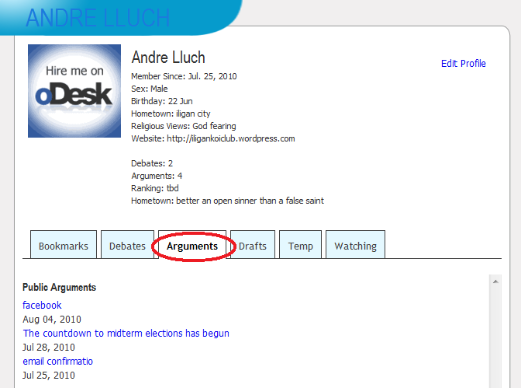 ANDRE LLUCH
Hire me on
oDesk
Andre Lluch
Edit Profile
Member Since: Jul. 25, 2010
Sex: Male
Birthday: 22 Jun
Hometown: iligan city
Religious Views: God fearing
Website: http://iligankoiclub.wordpress.com
Debates: 2
Arguments: 4
Ranking: tbd
Hometown: better an open sinner than a false saint
Bookmarks Debates Arguments Drafts Temp Watching
Public Arguments
facebook
Aug 04, 2010
The countdown to midterm elections has begun
Jul 28, 2010
email confirmatio
Jul 25, 2010